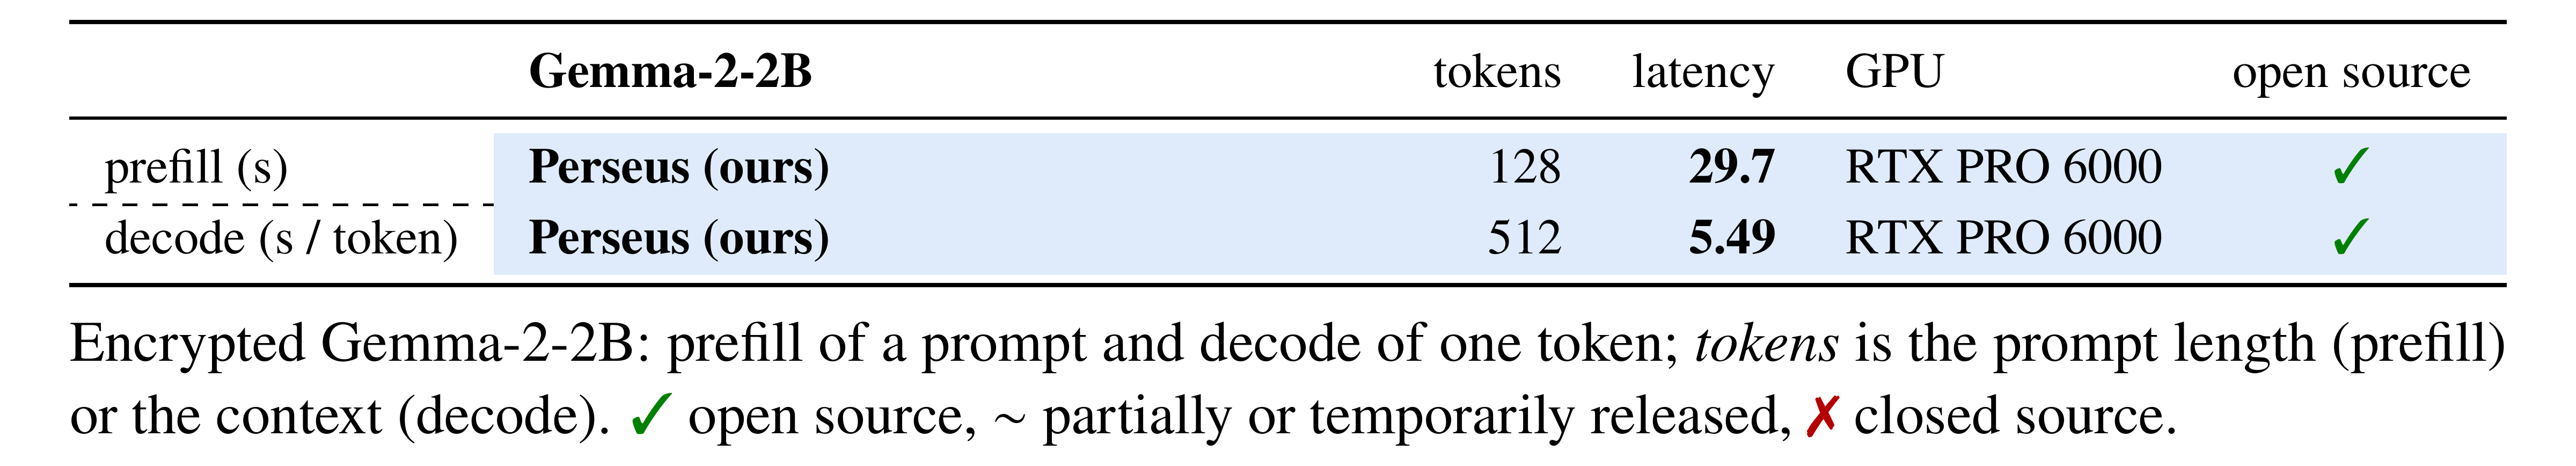 Gemma-2-2B tokens latency GPU open source
prefill (s) Perseus (ours) 128 29.7 RTX PRO 6000 ✓
decode (s / token) Perseus (ours) 512 5.49 RTX PRO 6000 ✓
Encrypted Gemma-2-2B: prefill of a prompt and decode of one token; tokens is the prompt length (prefill)
or the context (decode). ✓ open source, ~ partially or temporarily released, ✗ closed source.